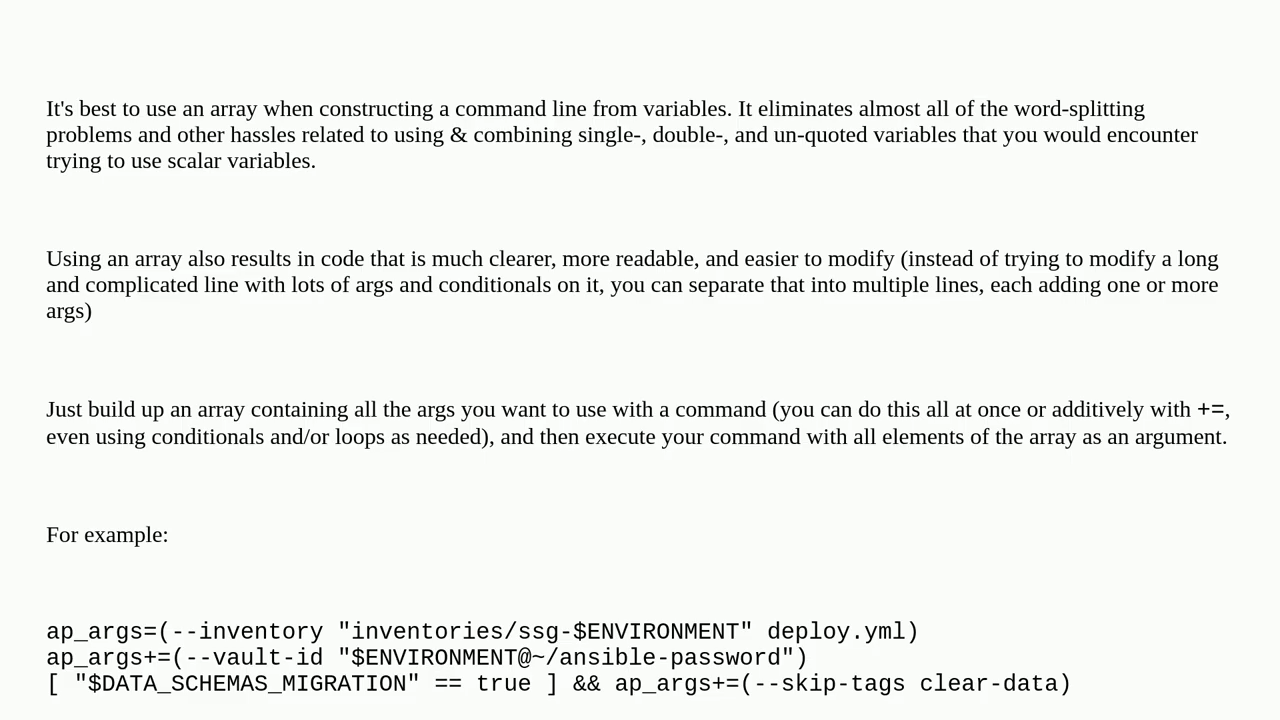 It's best to use an array when constructing a command line from variables. It eliminates almost all of the word-splitting
problems and other hassles related to using & combining single-, double-, and un-quoted variables that you would encounter
trying to use scalar variables.
Using an array also results in code that is much clearer, more readable, and easier to modify (instead of trying to modify a long
and complicated line with lots of args and conditionals on it, you can separate that into multiple lines, each adding one or more
args)
Just build up an array containing all the args you want to use with a command (you can do this all at once or additively with +=,
even using conditionals and/or loops as needed), and then execute your command with all elements of the array as an argument.
For example:
ap_args=(--inventory "inventories/ssg-$ENVIRONMENT" deploy.yml)
ap_args+=(--vault-id "$ENVIRONMENT@~/ansible-password")
[ "$DATA_SCHEMAS_MIGRATION" == true ] && ap_args+=(--skip-tags clear-data)